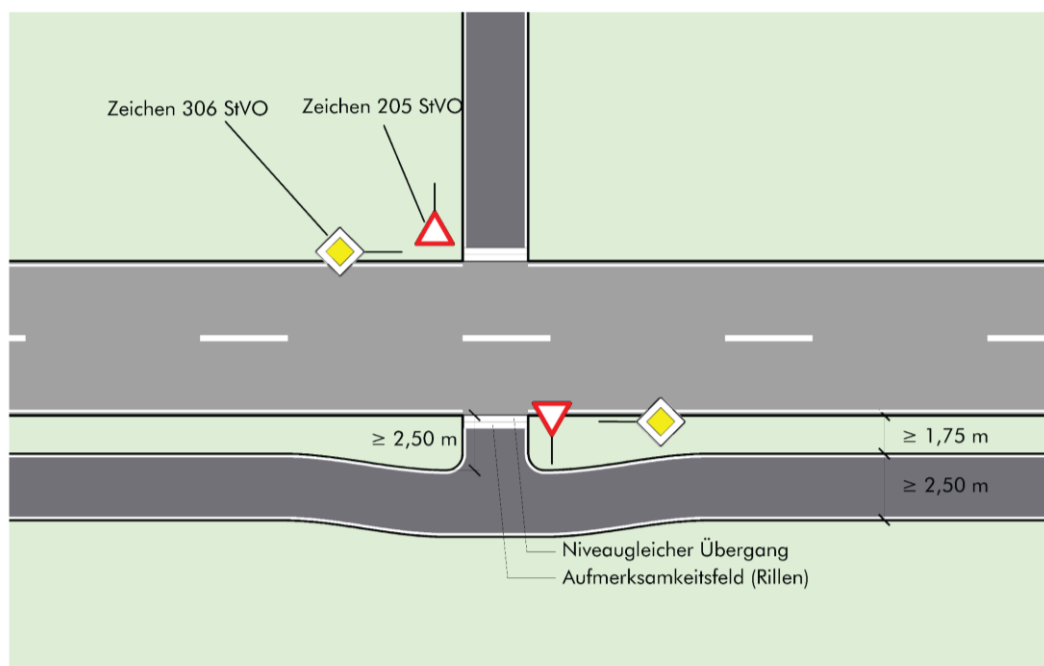 Zeichen 306 StVO
Zeichen 205 StVO
≥ 2,50 m
≥ 1,75 m
≥ 2,50 m
Niveaugleicher Übergang
Aufmerksamkeitsfeld (Rillen)